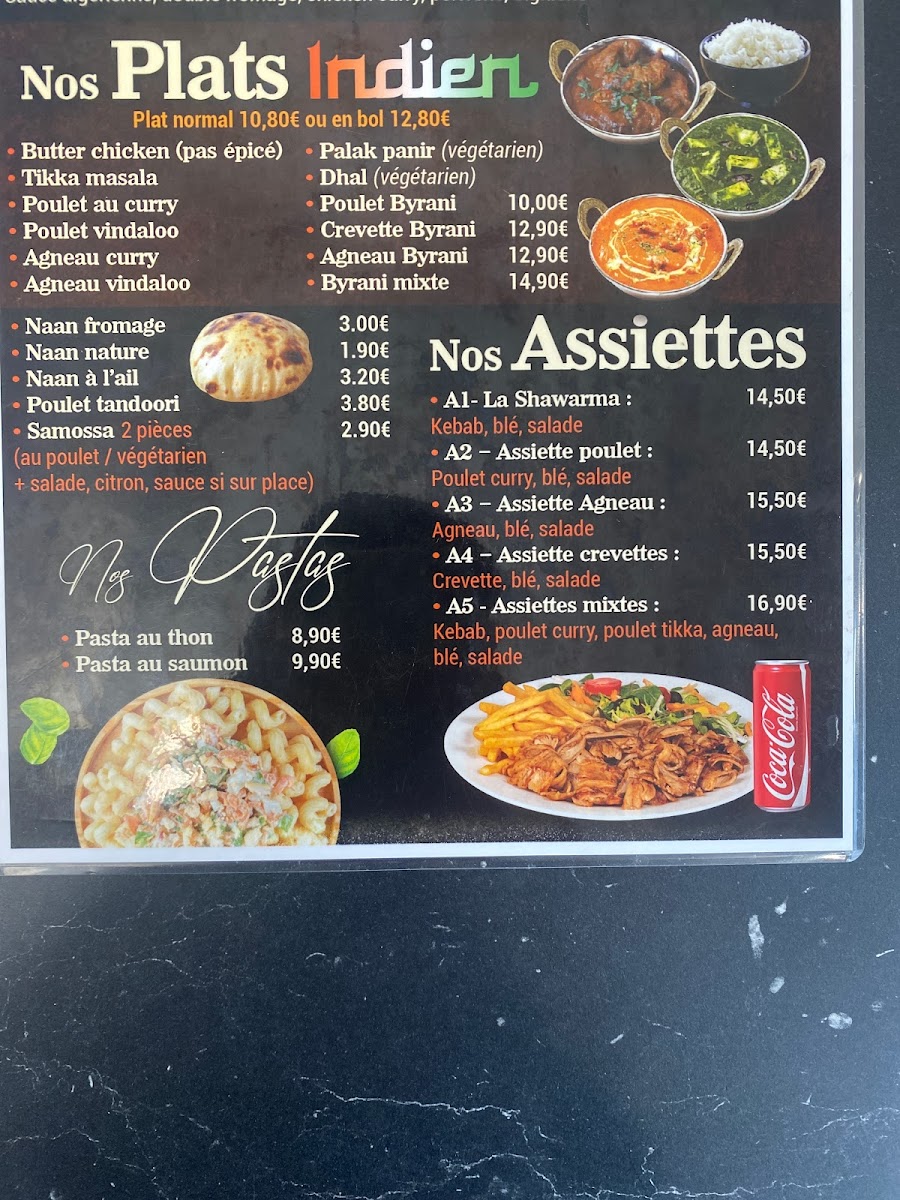 Nos Plats Indien
Plat normal 10,80€ ou en bol 12,80€
• Butter chicken (pas épicé)
• Tikka masala
• Poulet au curry
• Poulet vindaloo
• Agneau curry
• Agneau vindaloo
• Palak panir (végétarien)
• Dhal (végétarien)
• Poulet Byrani 10,00€
• Crevette Byrani 12,90€
• Agneau Byrani 12,90€
• Byrani mixte 14,90€
• Naan fromage 3.00€
• Naan nature 1.90€
• Naan à l'ail 3.20€
• Poulet tandoori 3.80€
• Samossa 2 pièces 2.90€
(au poulet / végétarien
+ salade, citron, sauce si sur place)
Nos Pastas
• Pasta au thon 8,90€
• Pasta au saumon 9,90€
Nos Assiettes
• A1- La Shawarma : 14,50€
Kebab, blé, salade
• A2 – Assiette poulet : 14,50€
Poulet curry, blé, salade
• A3 – Assiette Agneau : 15,50€
Agneau, blé, salade
• A4 – Assiette crevettes : 15,50€
Crevette, blé, salade
• A5 - Assiettes mixtes : 16,90€
Kebab, poulet curry, poulet tikka, agneau,
blé, salade
Coca-Cola